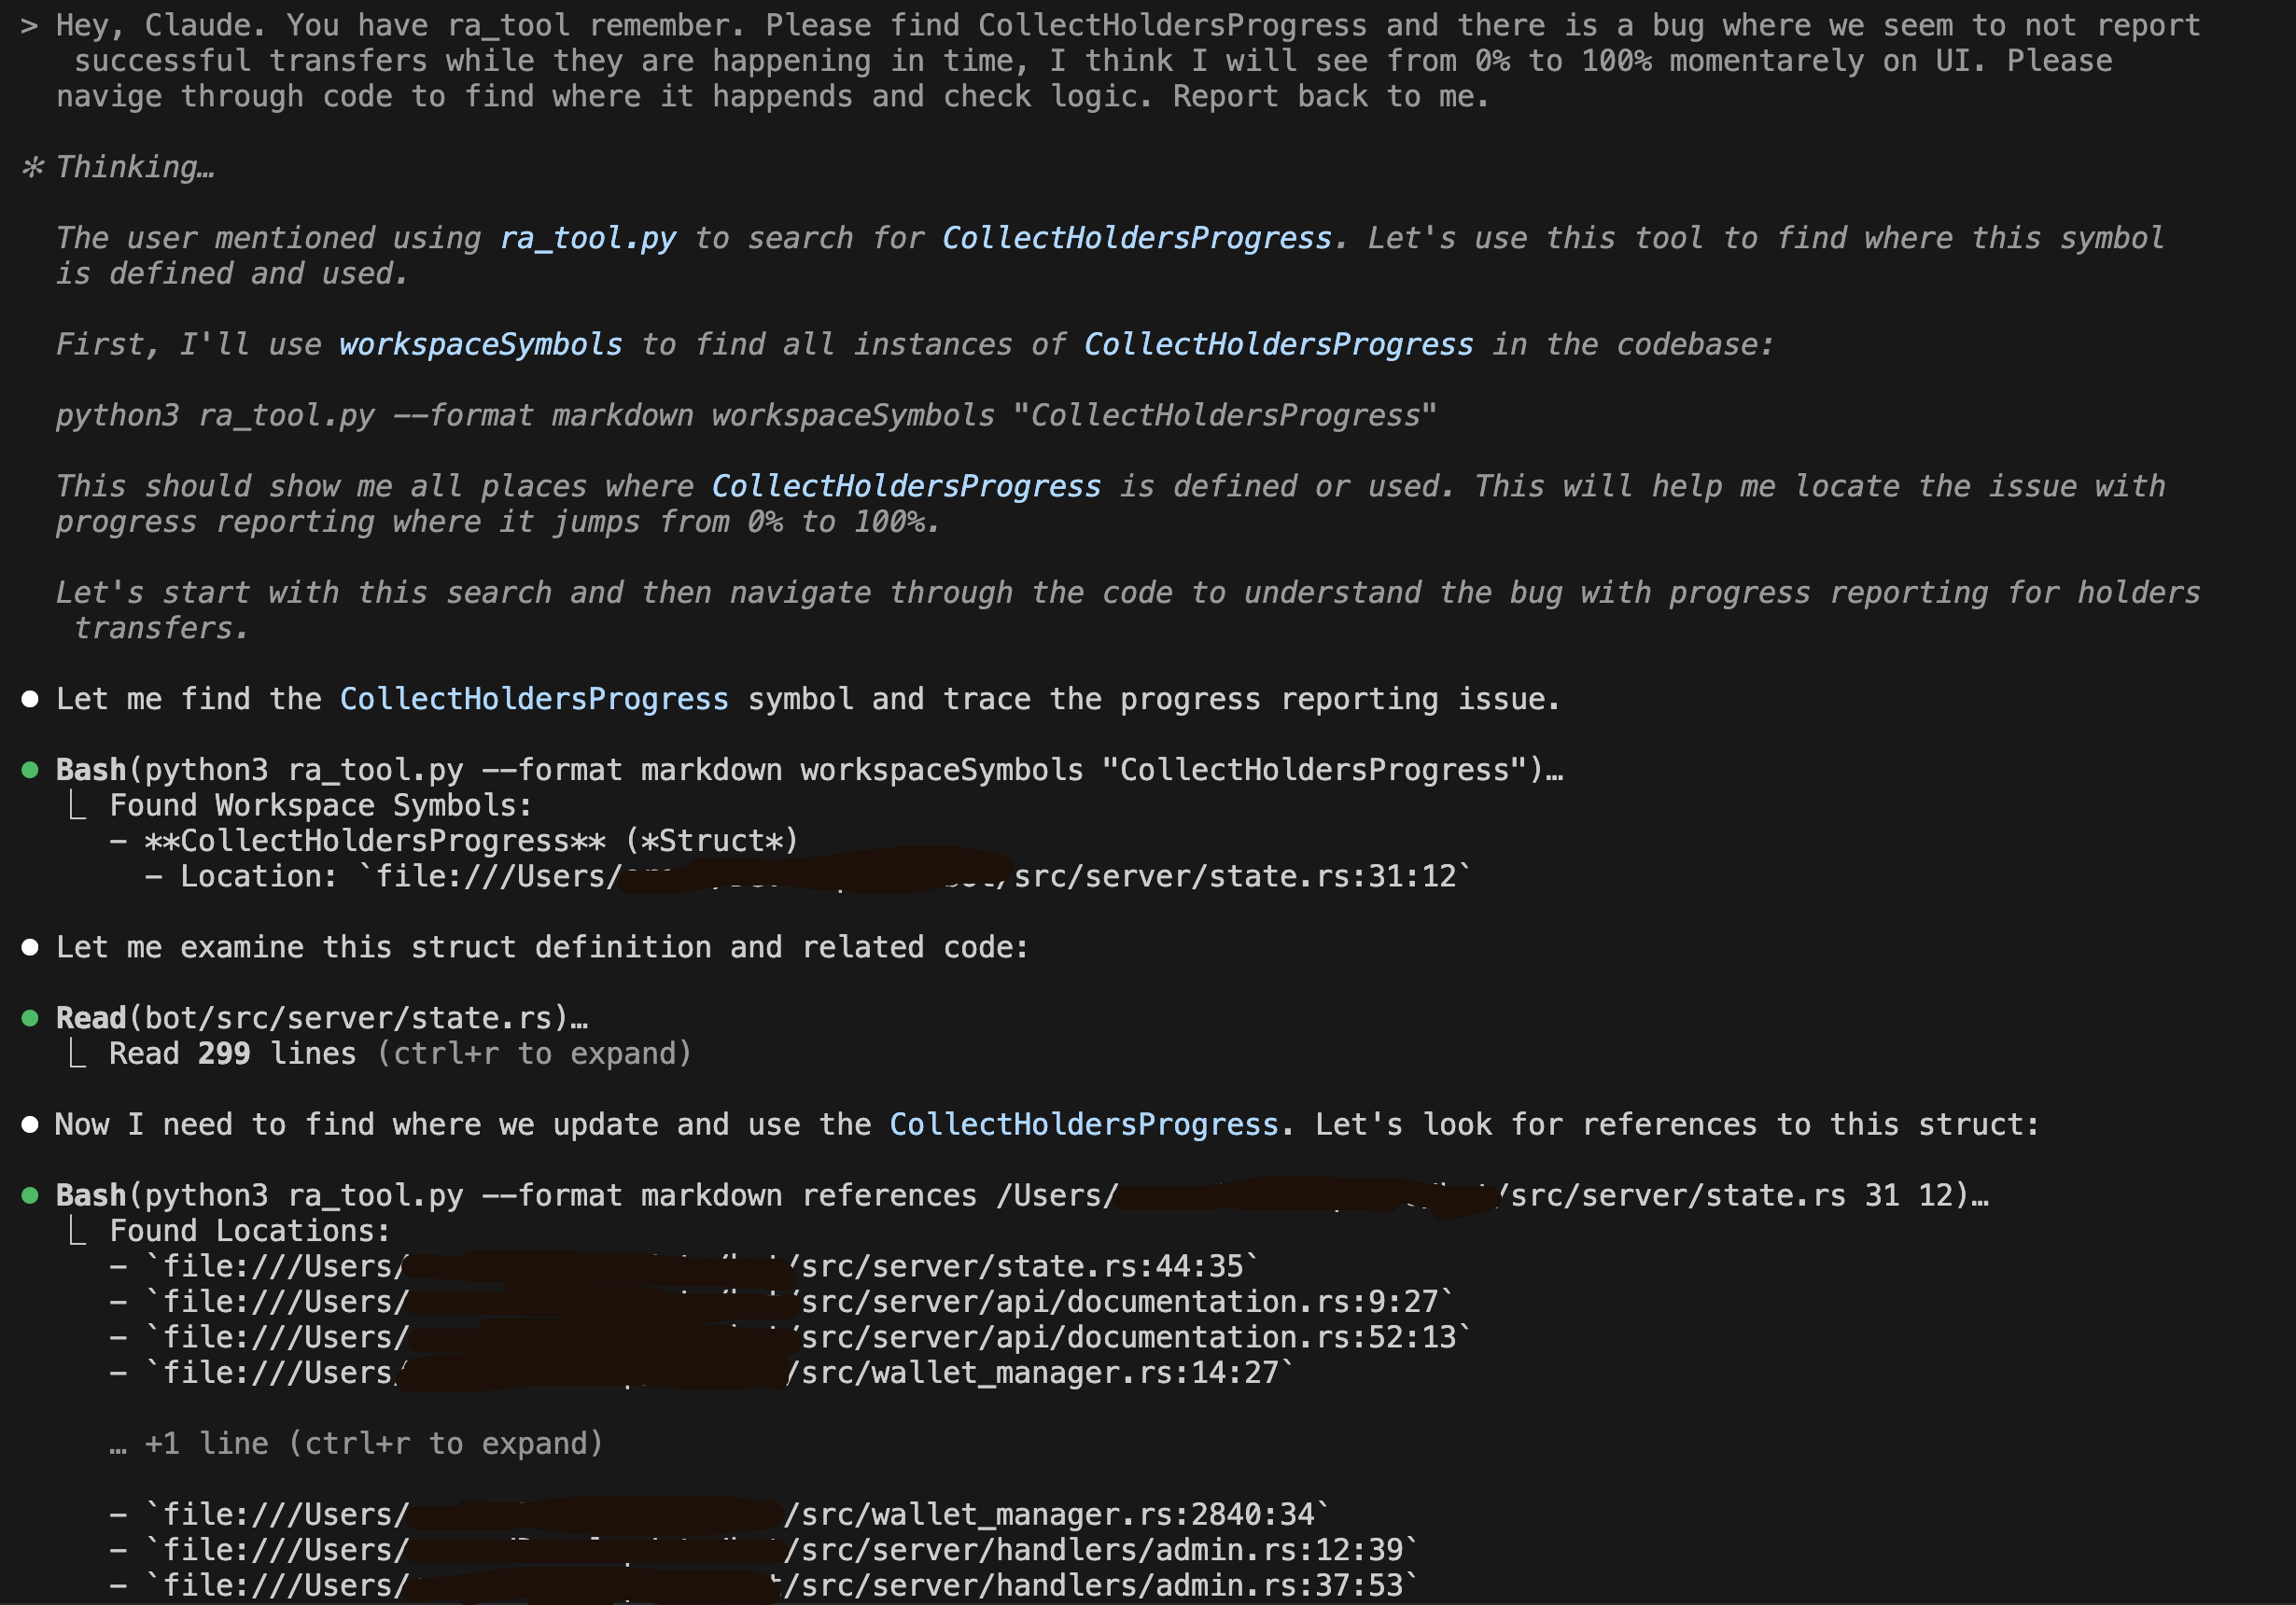 > Hey, Claude. You have ra_tool remember. Please find CollectHoldersProgress and there is a bug where we seem to not report
successful transfers while they are happening in time, I think I will see from 0% to 100% momentarely on UI. Please
navige through code to find where it happends and check logic. Report back to me.
✻ Thinking…
The user mentioned using ra_tool.py to search for CollectHoldersProgress. Let's use this tool to find where this symbol
is defined and used.
First, I'll use workspaceSymbols to find all instances of CollectHoldersProgress in the codebase:
python3 ra_tool.py --format markdown workspaceSymbols "CollectHoldersProgress"
This should show me all places where CollectHoldersProgress is defined or used. This will help me locate the issue with
progress reporting where it jumps from 0% to 100%.
Let's start with this search and then navigate through the code to understand the bug with progress reporting for holders
transfers.
● Let me find the CollectHoldersProgress symbol and trace the progress reporting issue.
● Bash(python3 ra_tool.py --format markdown workspaceSymbols "CollectHoldersProgress")…
⎿ Found Workspace Symbols:
- **CollectHoldersProgress** (*Struct*)
- Location: `file:///Users/ /src/server/state.rs:31:12`
● Let me examine this struct definition and related code:
● Read(bot/src/server/state.rs)…
⎿ Read 299 lines (ctrl+r to expand)
● Now I need to find where we update and use the CollectHoldersProgress. Let's look for references to this struct:
● Bash(python3 ra_tool.py --format markdown references /Users/ /src/server/state.rs 31 12)…
⎿ Found Locations:
- `file:///Users/ /src/server/state.rs:44:35`
- `file:///Users/ /src/server/api/documentation.rs:9:27`
- `file:///Users/ /src/server/api/documentation.rs:52:13`
- `file:///Users/ /src/wallet_manager.rs:14:27`
… +1 line (ctrl+r to expand)
- `file:///Users/ /src/wallet_manager.rs:2840:34`
- `file:///Users/ /src/server/handlers/admin.rs:12:39`
- `file:///Users/ /src/server/handlers/admin.rs:37:53`